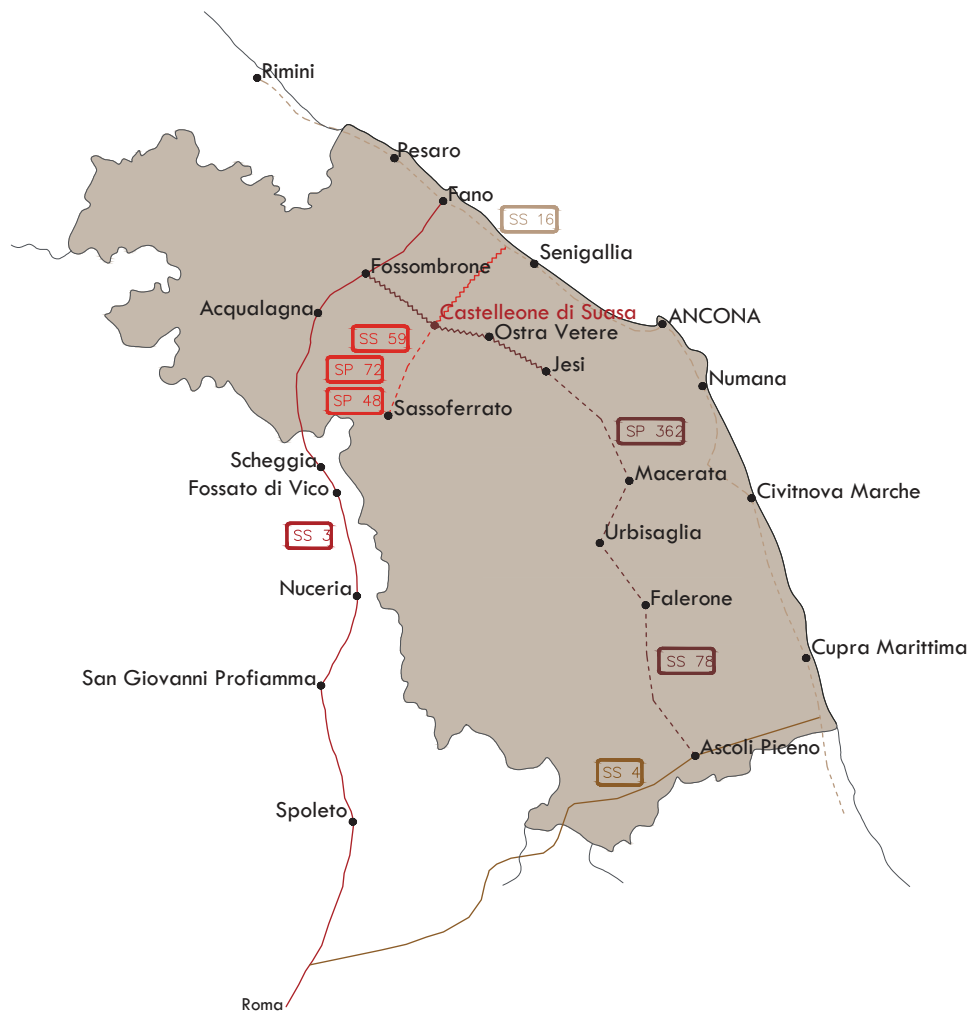 Rimini
Pesaro
Fano
SS 16
Senigallia
Fossombrone
Acqualagna
Castelleone di Suasa
ANCONA
SS 59
Ostra Vetere
SP 72
Jesi
Numana
SP 48
Sassoferrato
SP 362
Scheggia
Macerata
Fossato di Vico
Civitnova Marche
SS 3
Urbisaglia
Nuceria
Falerone
Cupra Marittima
SS 78
San Giovanni Profiamma
Ascoli Piceno
SS 4
Spoleto
Roma